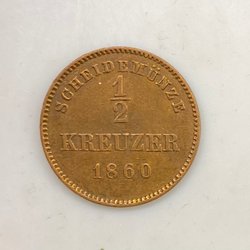 SCHEIDEMÜNZE
1/2
KREUZER
1860